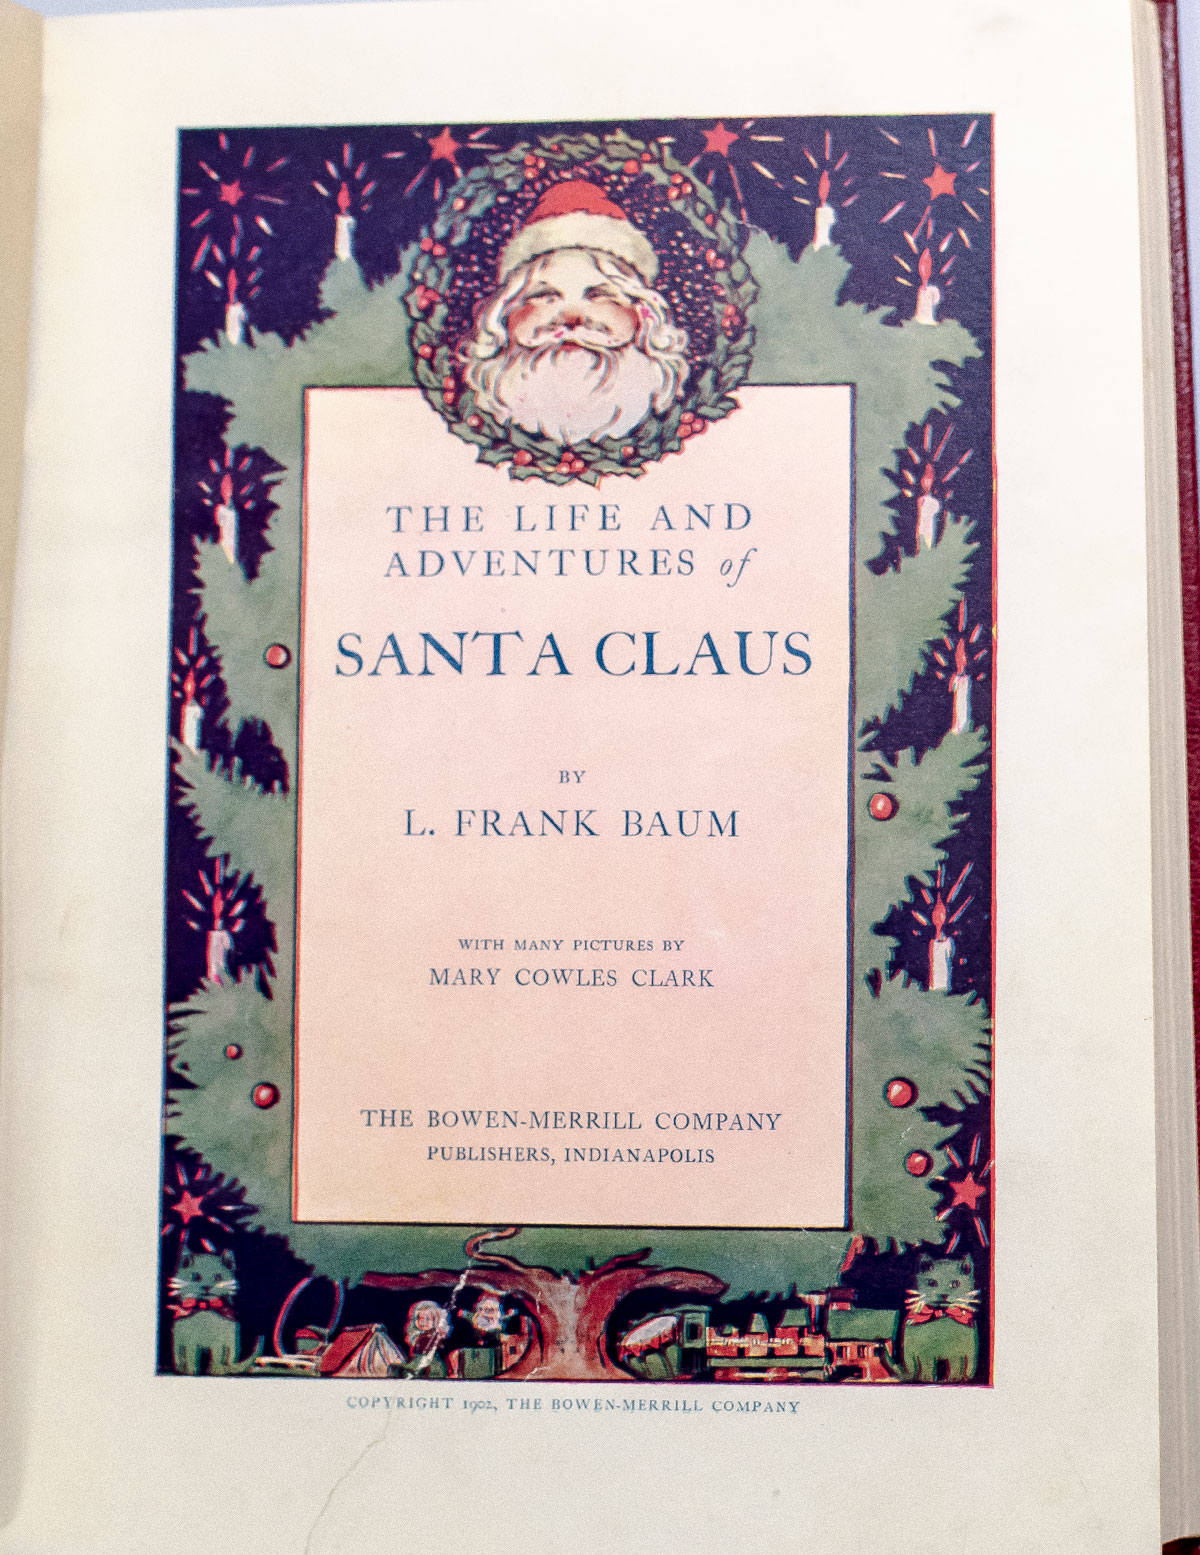 THE LIFE AND
ADVENTURES of
SANTA CLAUS
BY
L. FRANK BAUM
WITH MANY PICTURES BY
MARY COWLES CLARK
THE BOWEN-MERRILL COMPANY
PUBLISHERS, INDIANAPOLIS
COPYRIGHT 1902, THE BOWEN-MERRILL COMPANY